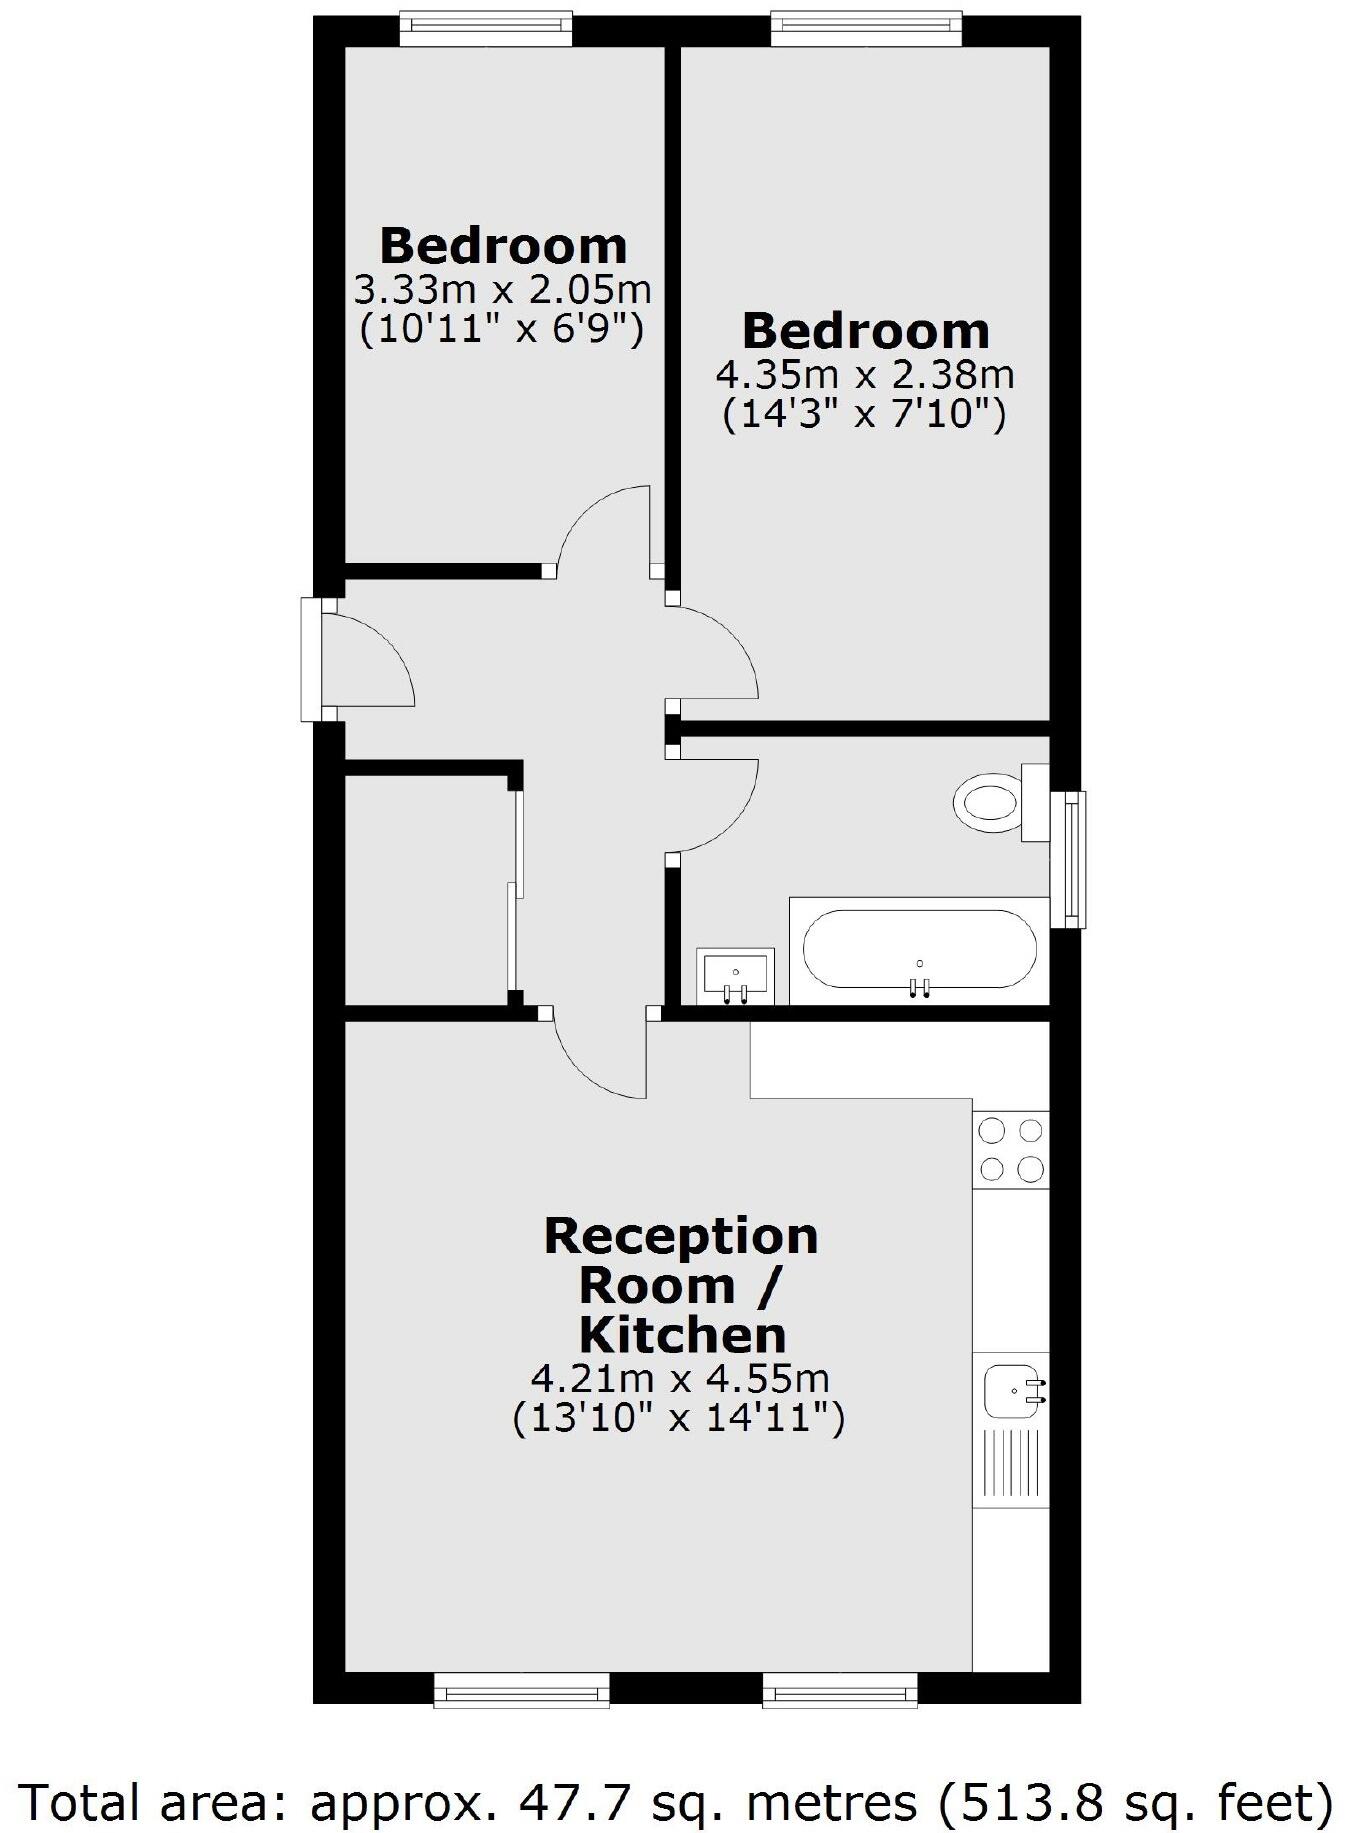 Bedroom
3.33m x 2.05m
(10'11" x 6'9")
Bedroom
4.35m x 2.38m
(14'3" x 7'10")
Reception
Room /
Kitchen
4.21m x 4.55m
(13'10" x 14'11")
Total area: approx. 47.7 sq. metres (513.8 sq. feet)